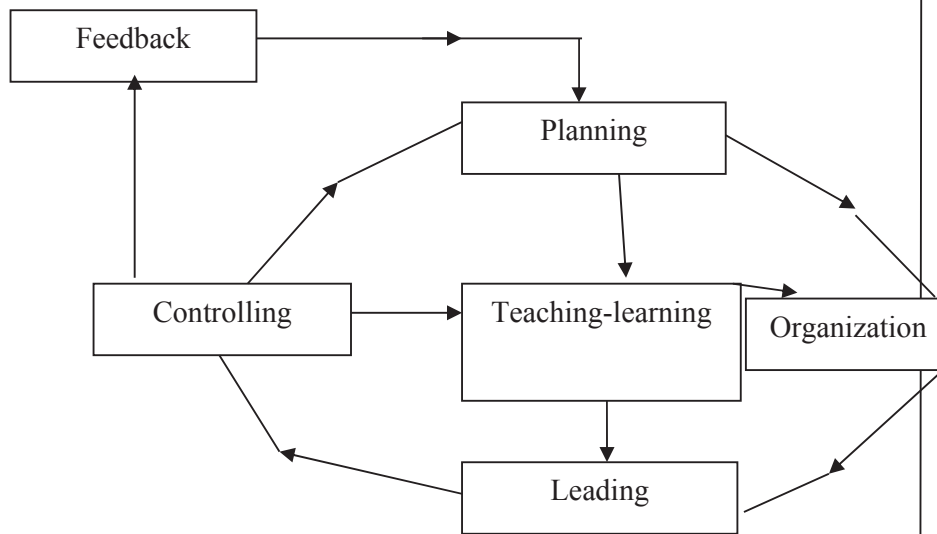 Feedback
Planning
Controlling
Teaching-learning
Organization
Leading